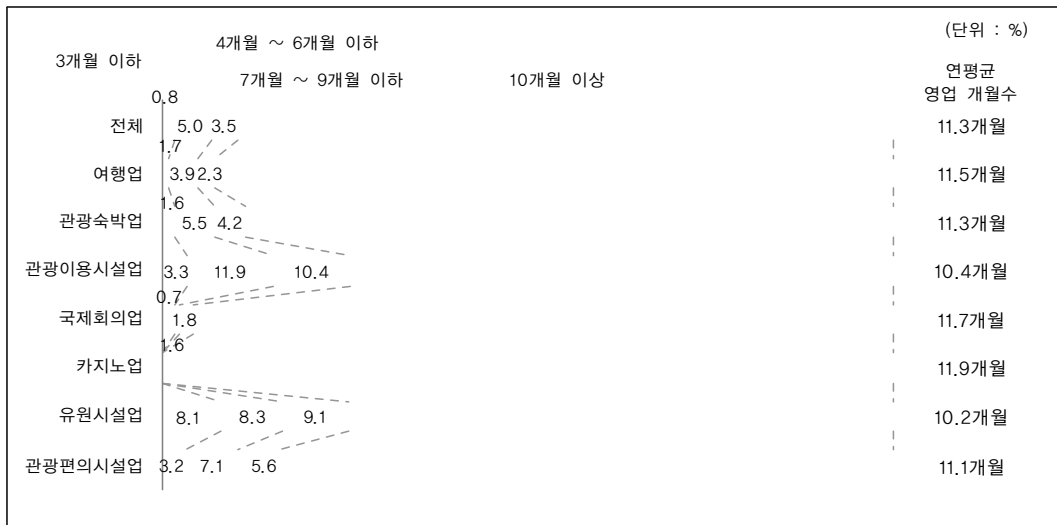 (단위 : %)
4개월 ~ 6개월 이하
3개월 이하
7개월 ~ 9개월 이하 10개월 이상
연평균
영업 개월수
0.8
전체 5.0 3.5 11.3개월
1.7
여행업 3.9 2.3 11.5개월
1.6
관광숙박업 5.5 4.2 11.3개월
관광이용시설업 3.3 11.9 10.4 10.4개월
0.7
국제회의업 1.8 11.7개월
1.6
카지노업 11.9개월
유원시설업 8.1 8.3 9.1 10.2개월
관광편의시설업 3.2 7.1 5.6 11.1개월